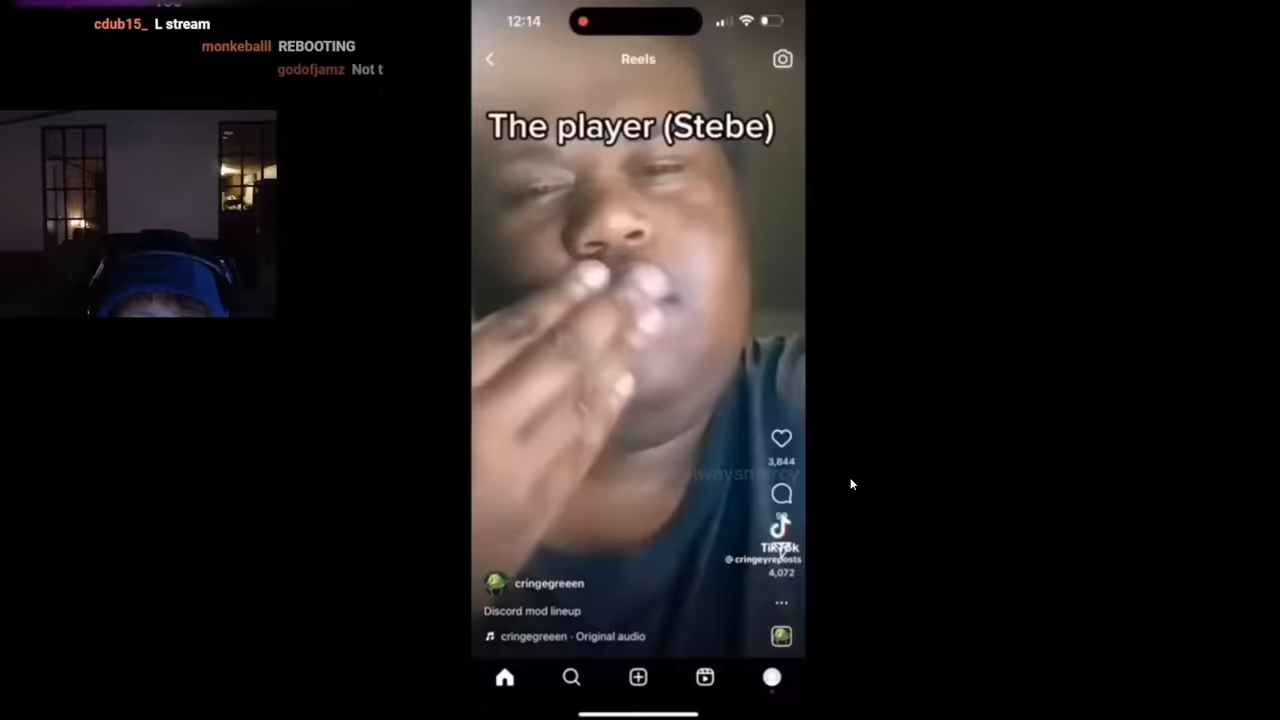 cdub15_ L stream
monkeballl REBOOTING
godofjamz Not t
12:14
Reels
The player (Stebe)
3,844
TikTok
@cringeyreposts
4,072
cringegreeen
Discord mod lineup
cringegreeen · Original audio